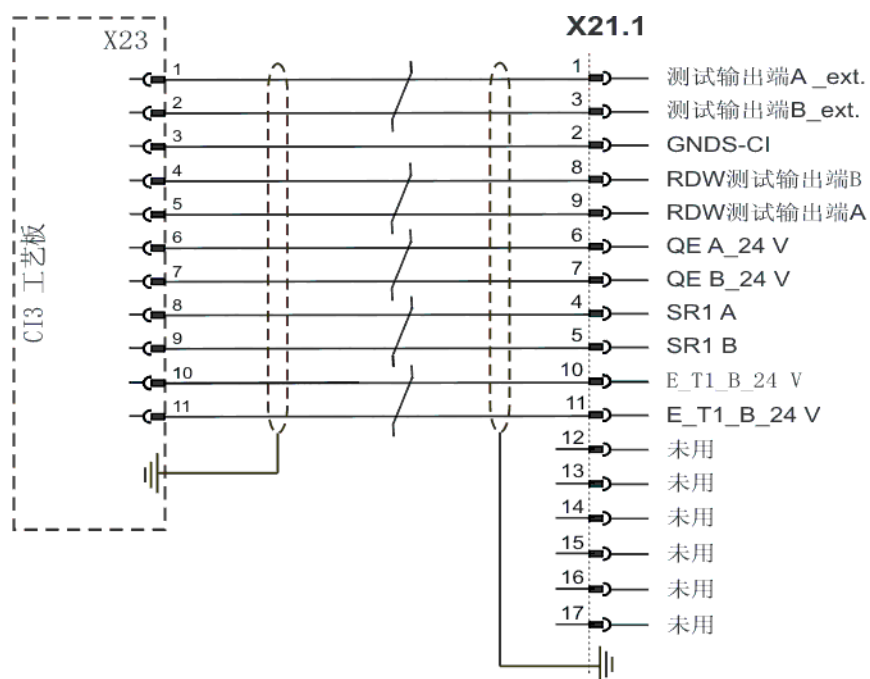 X21.1
X23
1 1 测试输出端A _ext.
2 3 测试输出端B_ext.
3 2 GNDS-CI
4 8 RDW测试输出端B
5 9 RDW测试输出端A
6 6 QE A_24 V
7 7 QE B_24 V
8 4 SR1 A
9 5 SR1 B
10 10 E_T1_B_24 V
11 11 E_T1_B_24 V
12 未用
13 未用
14 未用
15 未用
16 未用
17 未用
CI3 工艺板